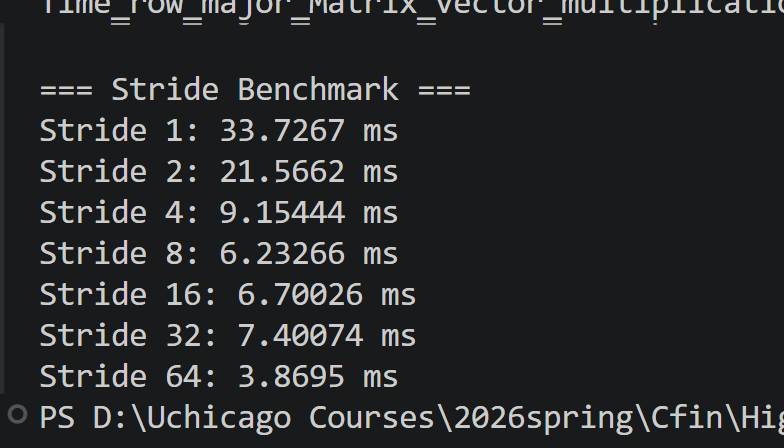 Time_row_major_Matrix_vector_multiplicatio
=== Stride Benchmark ===
Stride 1: 33.7267 ms
Stride 2: 21.5662 ms
Stride 4: 9.15444 ms
Stride 8: 6.23266 ms
Stride 16: 6.70026 ms
Stride 32: 7.40074 ms
Stride 64: 3.8695 ms
PS D:\Uchicago Courses\2026spring\Cfin\Hig